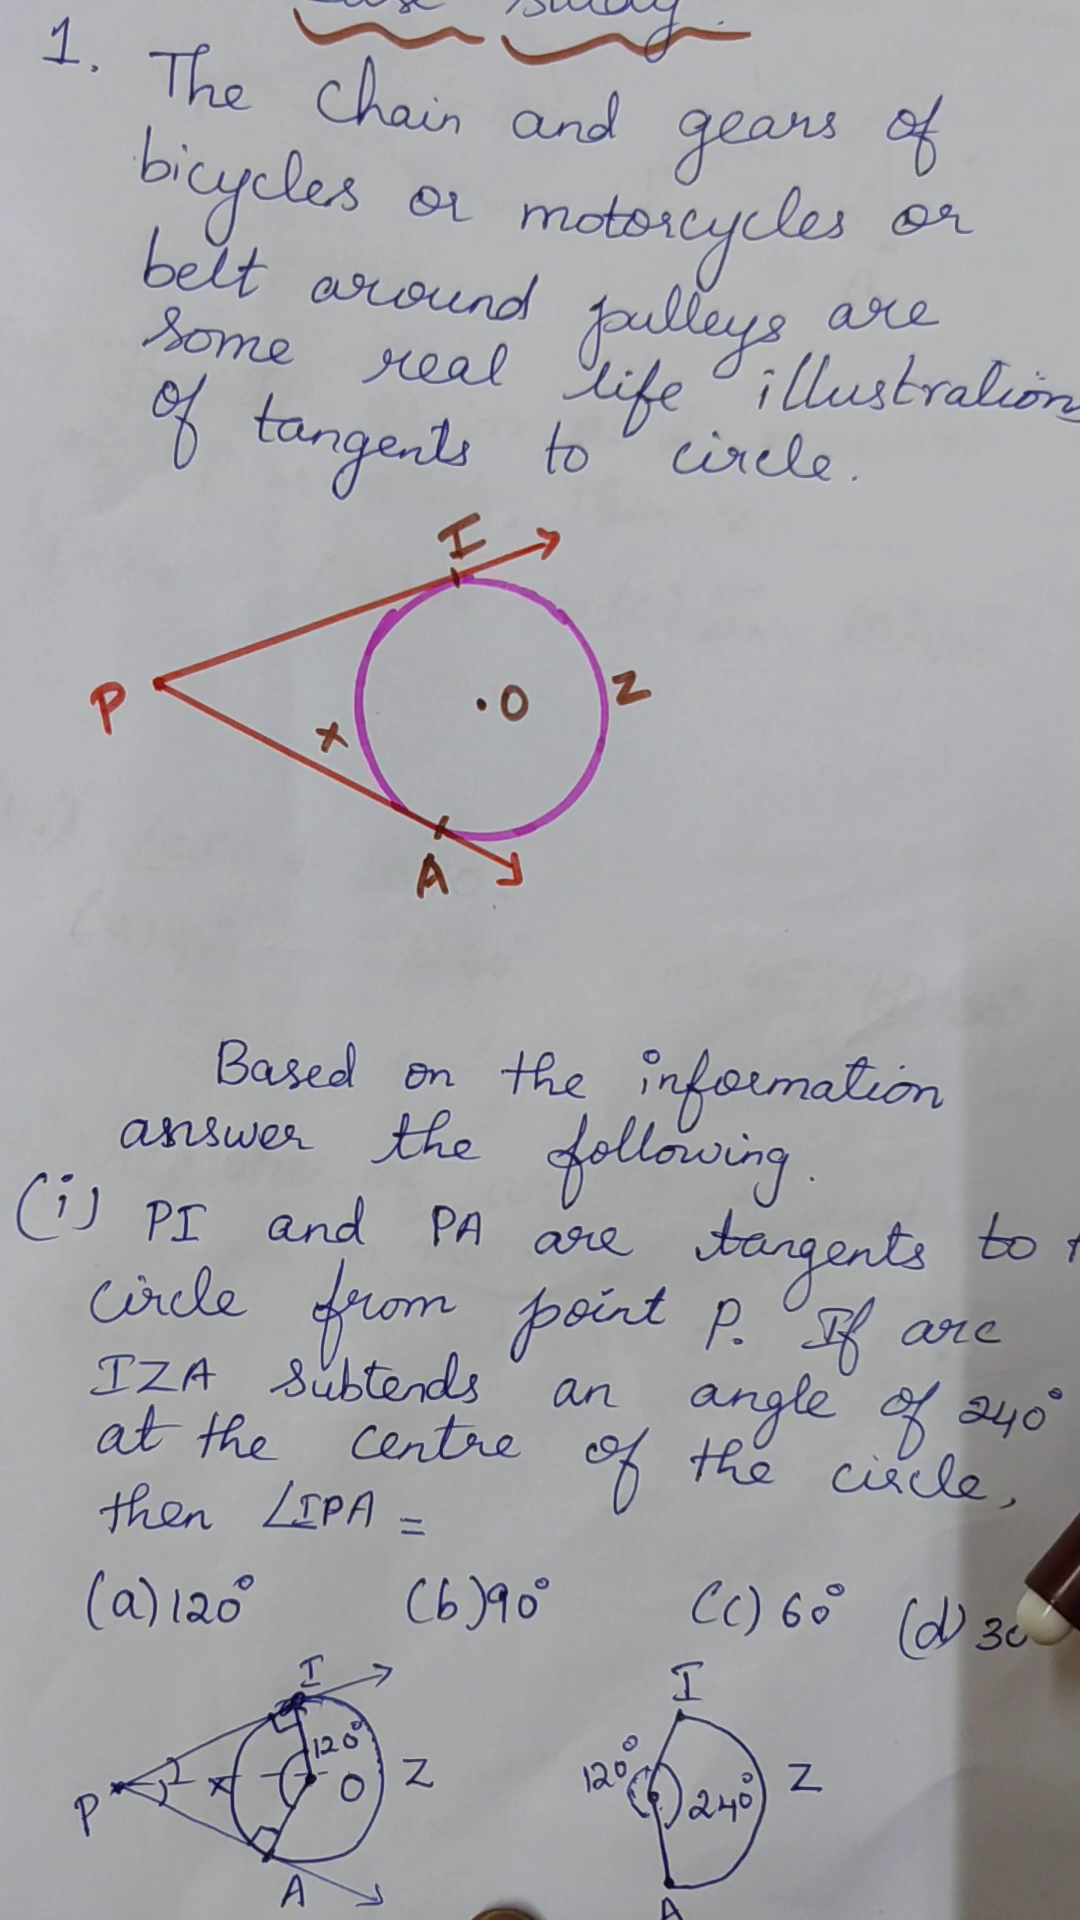 study.
1. The chain and gears of
bicycles or motorcycles or
belt around pulleys are
some real life illustrations
of tangents to circle.
I
P
X
.O
Z
A
Based on the information
answer the following.
(i) PI and PA are tangents to
circle from point P. If arc
IZA subtends an angle of 240°
at the centre of the circle,
then ∠IPA =
(a) 120° (b) 90° (c) 60° (d)
I
120°
P
X
O
Z
A
I
120°
240°
Z
A